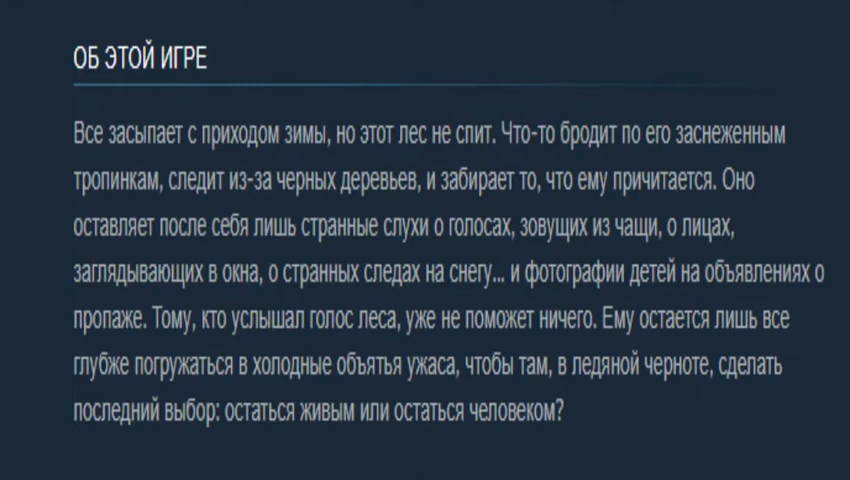 ОБ ЭТОЙ ИГРЕ
Все засыпает с приходом зимы, но этот лес не спит. Что-то бродит по его заснеженным
тропинкам, следит из-за черных деревьев, и забирает то, что ему причитается. Оно
оставляет после себя лишь странные слухи о голосах, зовущих из чащи, о лицах,
заглядывающих в окна, о странных следах на снегу... и фотографии детей на объявлениях о
пропаже. Тому, кто услышал голос леса, уже не поможет ничего. Ему остается лишь все
глубже погружаться в холодные объятья ужаса, чтобы там, в ледяной черноте, сделать
последний выбор: остаться живым или остаться человеком?